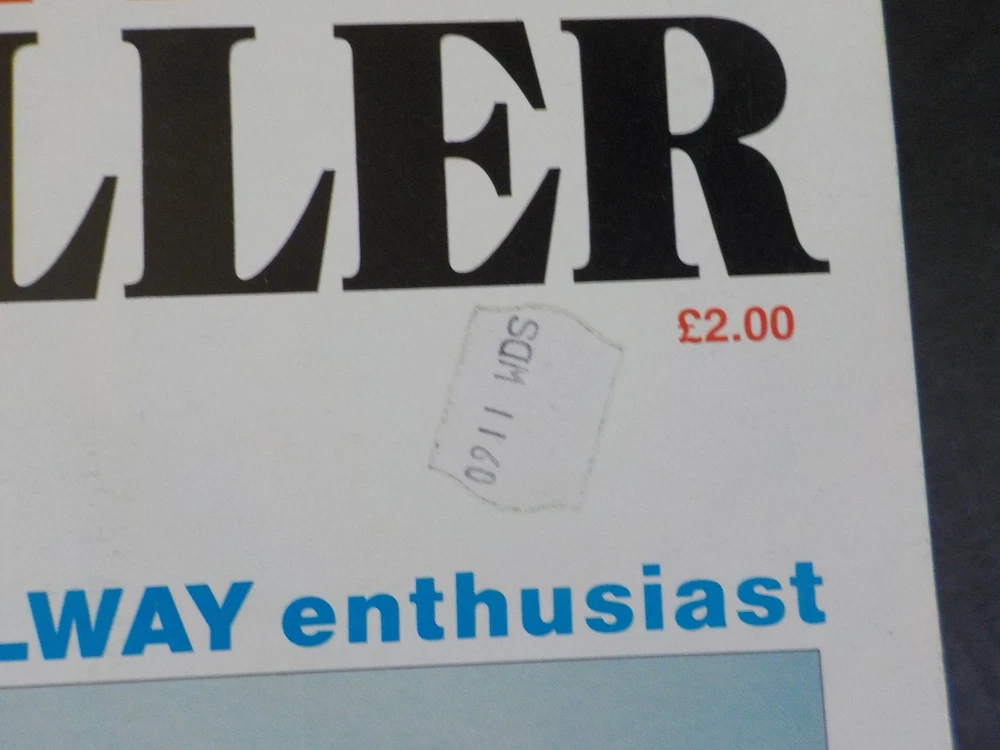 LLER
£2.00
0911 WDS
LWAY enthusiast